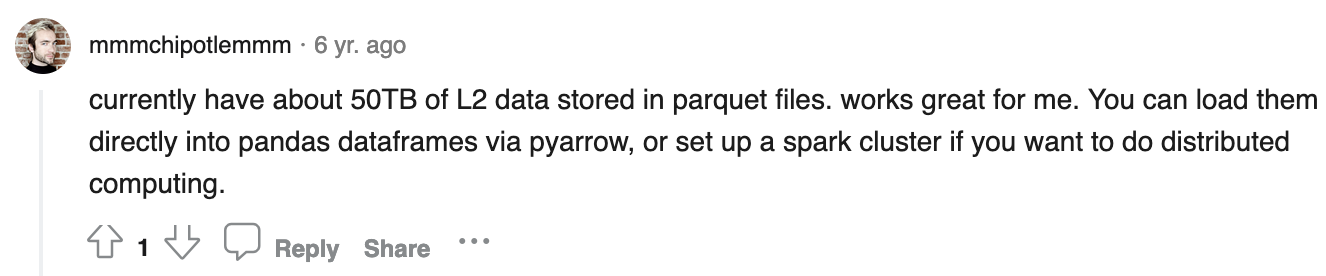 mmmchipotlemmm · 6 yr. ago
currently have about 50TB of L2 data stored in parquet files. works great for me. You can load them
directly into pandas dataframes via pyarrow, or set up a spark cluster if you want to do distributed
computing.
1 Reply Share ···